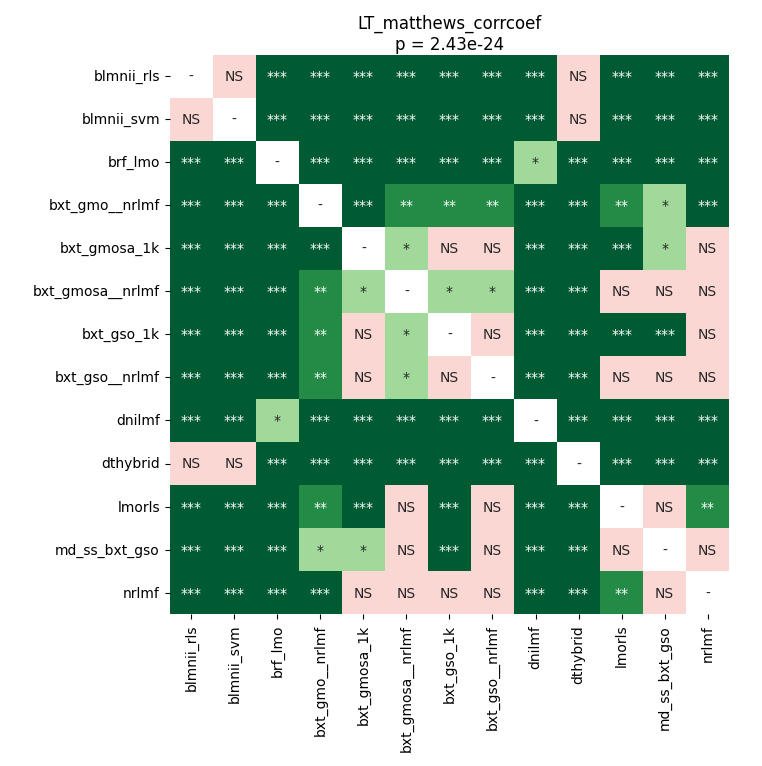 LT_matthews_corrcoef
p = 2.43e-24
blmnii_rls - NS *** *** *** *** *** *** *** NS *** *** ***
blmnii_svm NS - *** *** *** *** *** *** *** NS *** *** ***
brf_lmo *** *** - *** *** *** *** *** * *** *** *** ***
bxt_gmo__nrlmf *** *** *** - *** ** ** ** *** *** ** * ***
bxt_gmosa_1k *** *** *** *** - * NS NS *** *** *** * NS
bxt_gmosa__nrlmf *** *** *** ** * - * * *** *** NS NS NS
bxt_gso_1k *** *** *** ** NS * - NS *** *** *** *** NS
bxt_gso__nrlmf *** *** *** ** NS * NS - *** *** NS NS NS
dnilmf *** *** * *** *** *** *** *** - *** *** *** ***
dthybrid NS NS *** *** *** *** *** *** *** - *** *** ***
lmorls *** *** *** ** *** NS *** NS *** *** - NS **
md_ss_bxt_gso *** *** *** * * NS *** NS *** *** NS - NS
nrlmf *** *** *** *** NS NS NS NS *** *** ** NS -
blmnii_rls
blmnii_svm
brf_lmo
bxt_gmo__nrlmf
bxt_gmosa_1k
bxt_gmosa__nrlmf
bxt_gso_1k
bxt_gso__nrlmf
dnilmf
dthybrid
lmorls
md_ss_bxt_gso
nrlmf